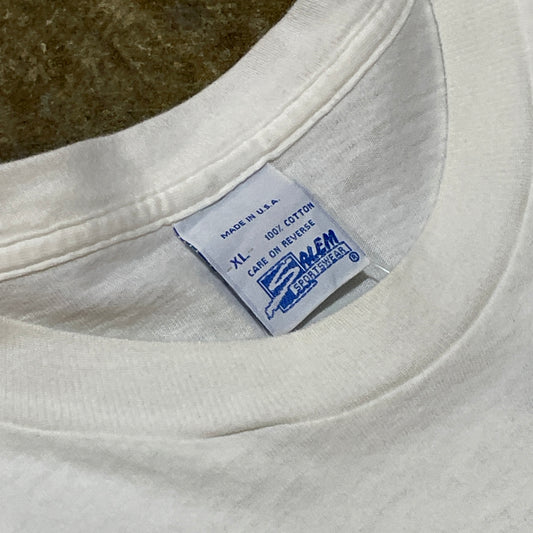 MADE IN U.S.A.
XL 100% COTTON
CARE ON REVERSE
SALEM
SPORTSWEAR ®